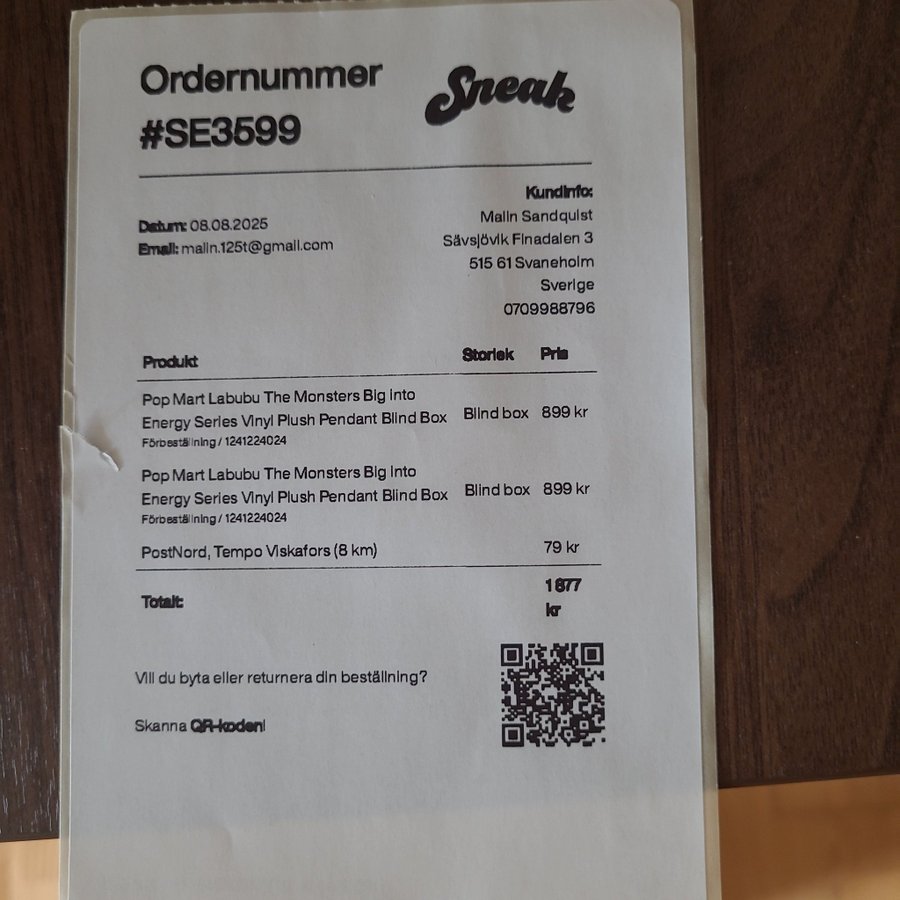 Ordernummer
#SE3599
Sneak
Kundinfo:
Malin Sandquist
Sävsjövik Finadalen 3
515 61 Svaneholm
Sverige
0709988796
Datum: 08.08.2025
Email: malin.125t@gmail.com
Produkt Storlek Pris
Pop Mart Labubu The Monsters Big Into
Energy Series Vinyl Plush Pendant Blind Box Blind box 899 kr
Förbeställning / 1241224024
Pop Mart Labubu The Monsters Big Into
Energy Series Vinyl Plush Pendant Blind Box Blind box 899 kr
Förbeställning / 1241224024
PostNord, Tempo Viskafors (8 km) 79 kr
Totalt: 1 877
kr
Vill du byta eller returnera din beställning?
Skanna QR-koden!